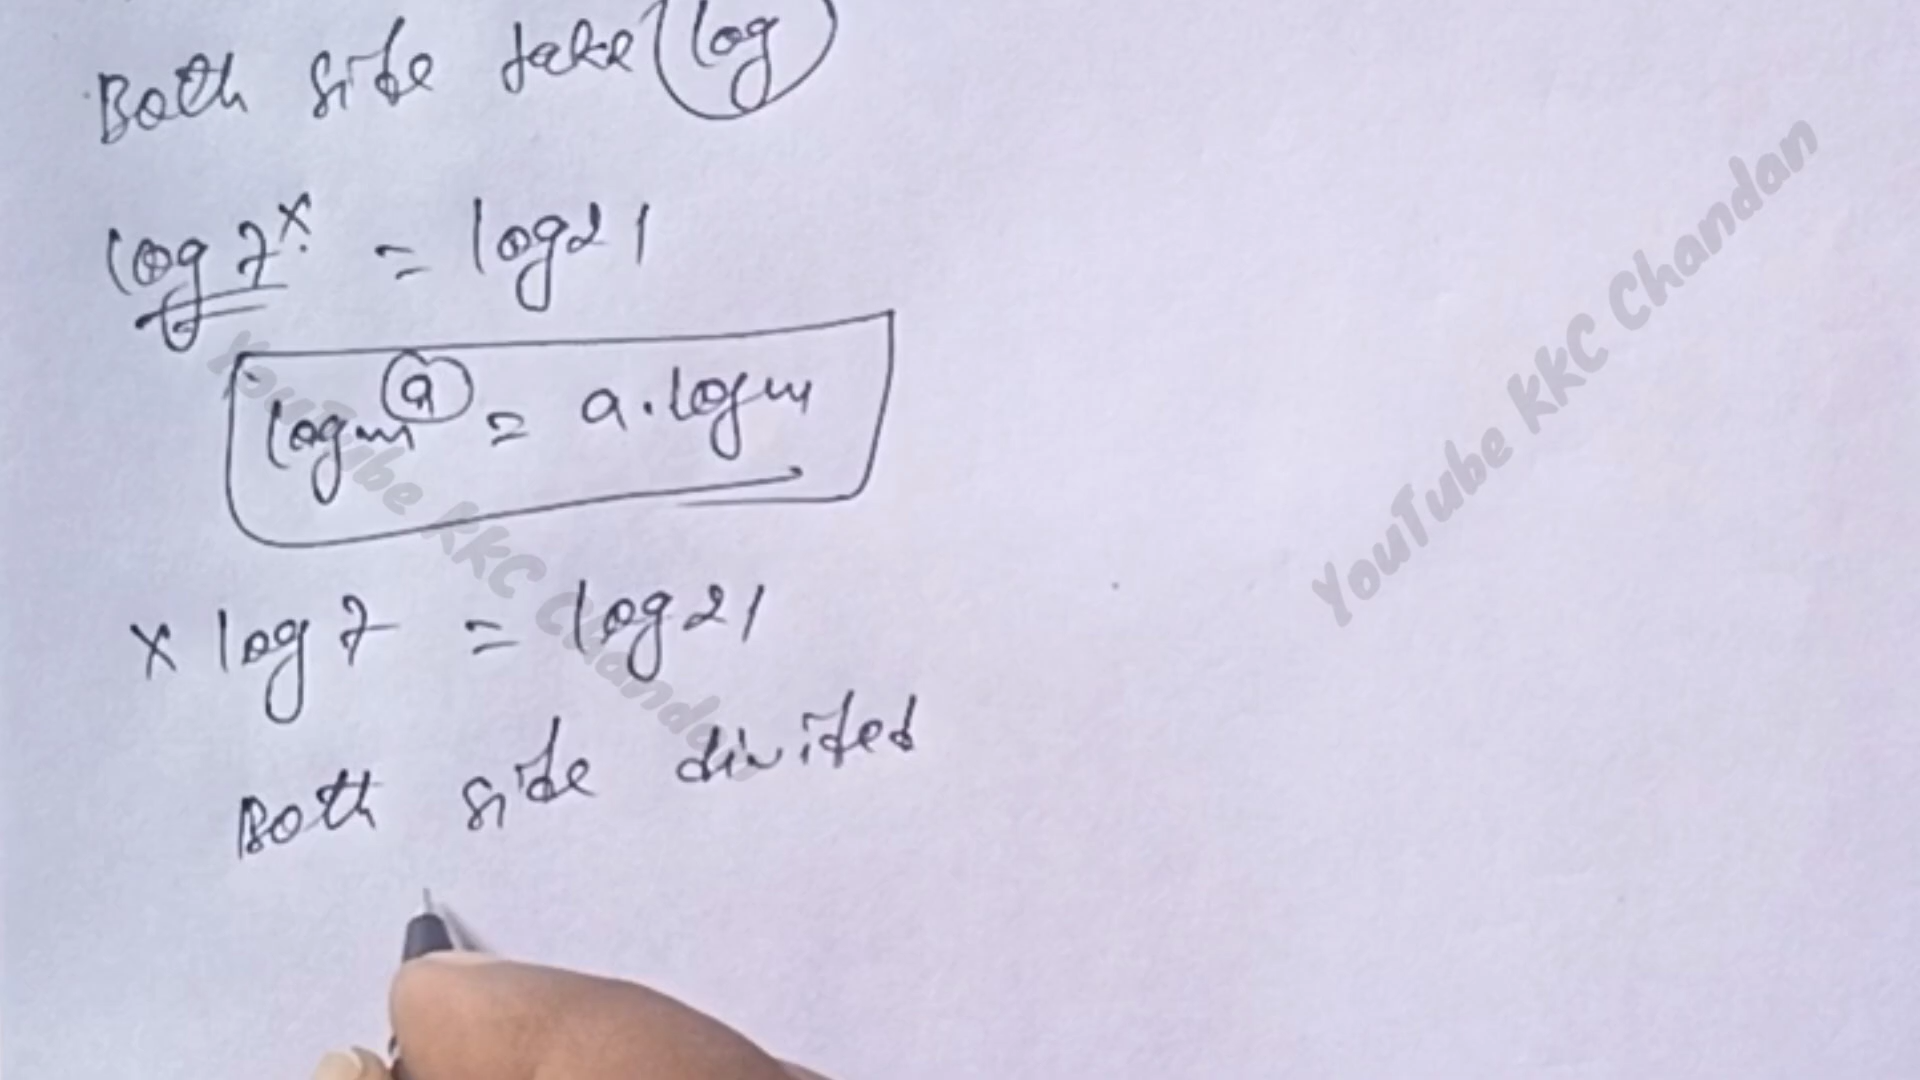 Both side take log
log 7^x = log 21
log m^a = a. log m
x log 7 = log 21
Both side divided
YouTube KKC Chandan
YouTube KKC Chandan